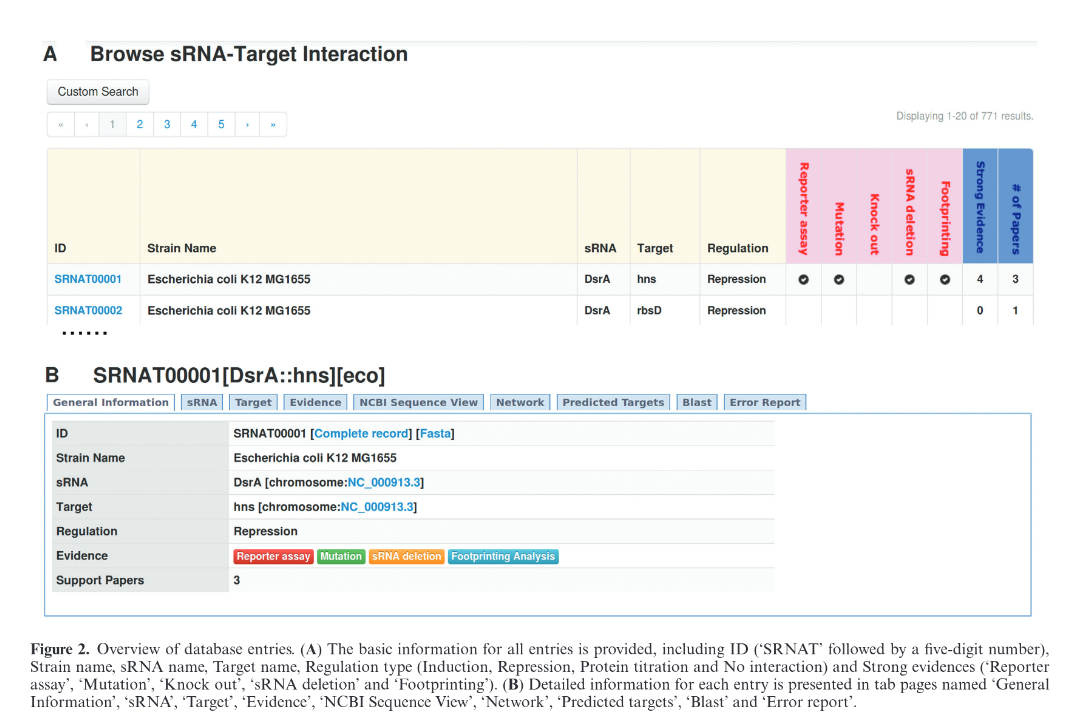 A Browse sRNA-Target Interaction
Custom Search
« ‹ 1 2 3 4 5 › »
Displaying 1-20 of 771 results.
ID Strain Name sRNA Target Regulation Reporter assay Mutation Knock out sRNA deletion Footprinting Strong Evidence # of Papers
SRNAT00001 Escherichia coli K12 MG1655 DsrA hns Repression 4 3
SRNAT00002 Escherichia coli K12 MG1655 DsrA rbsD Repression 0 1
......
B SRNAT00001[DsrA::hns][eco]
General Information sRNA Target Evidence NCBI Sequence View Network Predicted Targets Blast Error Report
ID SRNAT00001 [Complete record] [Fasta]
Strain Name Escherichia coli K12 MG1655
sRNA DsrA [chromosome:NC_000913.3]
Target hns [chromosome:NC_000913.3]
Regulation Repression
Evidence Reporter assay Mutation sRNA deletion Footprinting Analysis
Support Papers 3
Figure 2. Overview of database entries. (A) The basic information for all entries is provided, including ID (‘SRNAT’ followed by a five-digit number),
Strain name, sRNA name, Target name, Regulation type (Induction, Repression, Protein titration and No interaction) and Strong evidences (‘Reporter
assay’, ‘Mutation’, ‘Knock out’, ‘sRNA deletion’ and ‘Footprinting’). (B) Detailed information for each entry is presented in tab pages named ‘General
Information’, ‘sRNA’, ‘Target’, ‘Evidence’, ‘NCBI Sequence View’, ‘Network’, ‘Predicted targets’, ‘Blast’ and ‘Error report’.